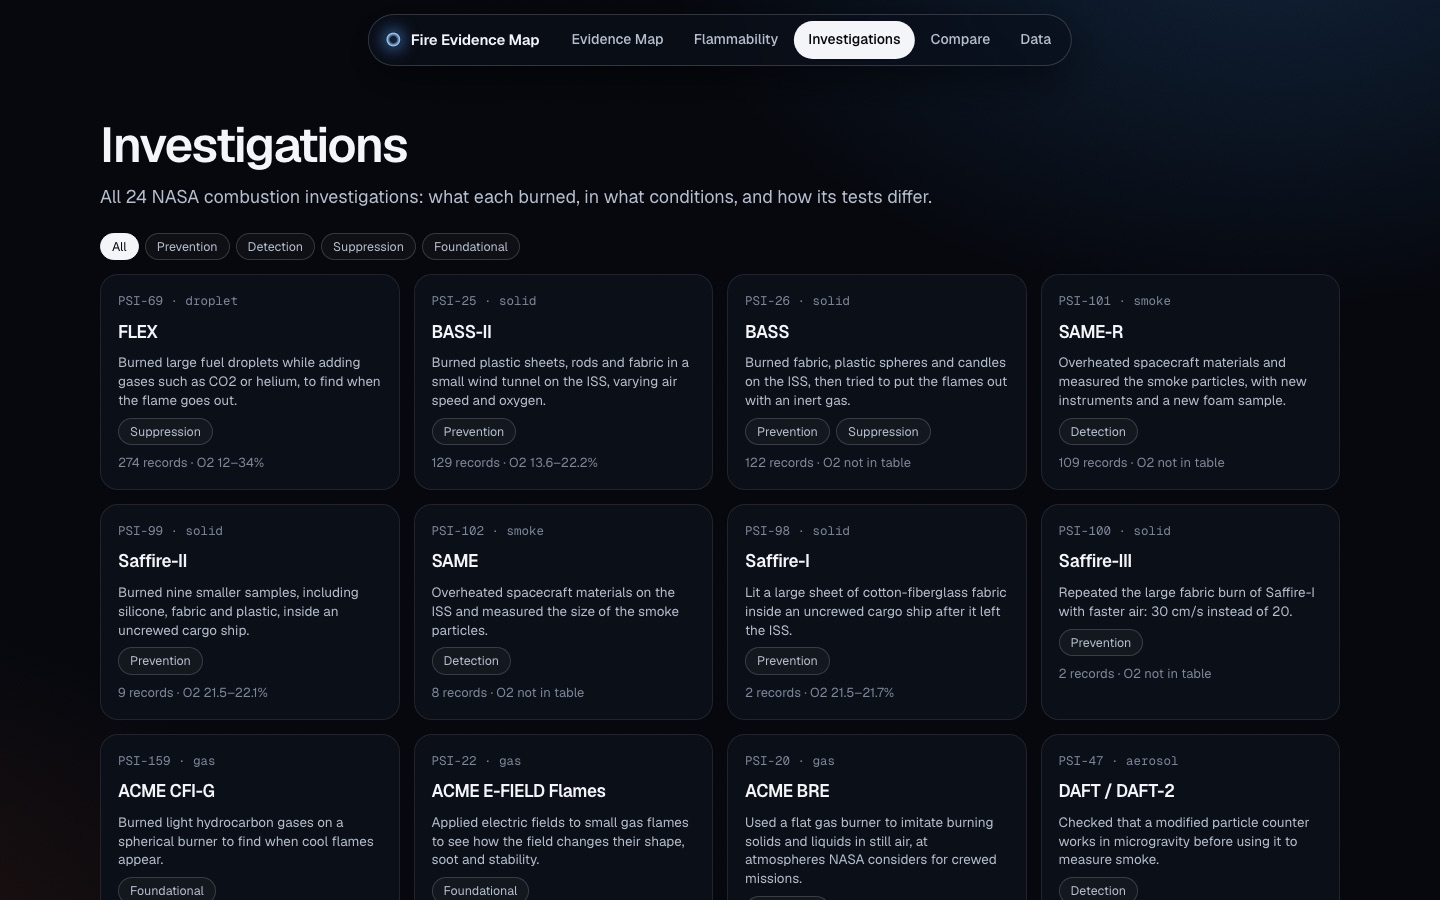 Fire Evidence Map
Evidence Map
Flammability
Investigations
Compare
Data
Investigations
All 24 NASA combustion investigations: what each burned, in what conditions, and how its tests differ.
All
Prevention
Detection
Suppression
Foundational
PSI-69 · droplet
FLEX
Burned large fuel droplets while adding
gases such as CO2 or helium, to find when
the flame goes out.
Suppression
274 records · O2 12–34%
PSI-25 · solid
BASS-II
Burned plastic sheets, rods and fabric in a
small wind tunnel on the ISS, varying air
speed and oxygen.
Prevention
129 records · O2 13.6–22.2%
PSI-26 · solid
BASS
Burned fabric, plastic spheres and candles
on the ISS, then tried to put the flames out
with an inert gas.
Prevention
Suppression
122 records · O2 not in table
PSI-101 · smoke
SAME-R
Overheated spacecraft materials and
measured the smoke particles, with new
instruments and a new foam sample.
Detection
109 records · O2 not in table
PSI-99 · solid
Saffire-II
Burned nine smaller samples, including
silicone, fabric and plastic, inside an
uncrewed cargo ship.
Prevention
9 records · O2 21.5–22.1%
PSI-102 · smoke
SAME
Overheated spacecraft materials on the
ISS and measured the size of the smoke
particles.
Detection
8 records · O2 not in table
PSI-98 · solid
Saffire-I
Lit a large sheet of cotton-fiberglass fabric
inside an uncrewed cargo ship after it left
the ISS.
Prevention
2 records · O2 21.5–21.7%
PSI-100 · solid
Saffire-III
Repeated the large fabric burn of Saffire-I
with faster air: 30 cm/s instead of 20.
Prevention
2 records · O2 not in table
PSI-159 · gas
ACME CFI-G
Burned light hydrocarbon gases on a
spherical burner to find when cool flames
appear.
Foundational
PSI-22 · gas
ACME E-FIELD Flames
Applied electric fields to small gas flames
to see how the field changes their shape,
soot and stability.
Foundational
PSI-20 · gas
ACME BRE
Used a flat gas burner to imitate burning
solids and liquids in still air, at
atmospheres NASA considers for crewed
missions.
PSI-47 · aerosol
DAFT / DAFT-2
Checked that a modified particle counter
works in microgravity before using it to
measure smoke.
Detection